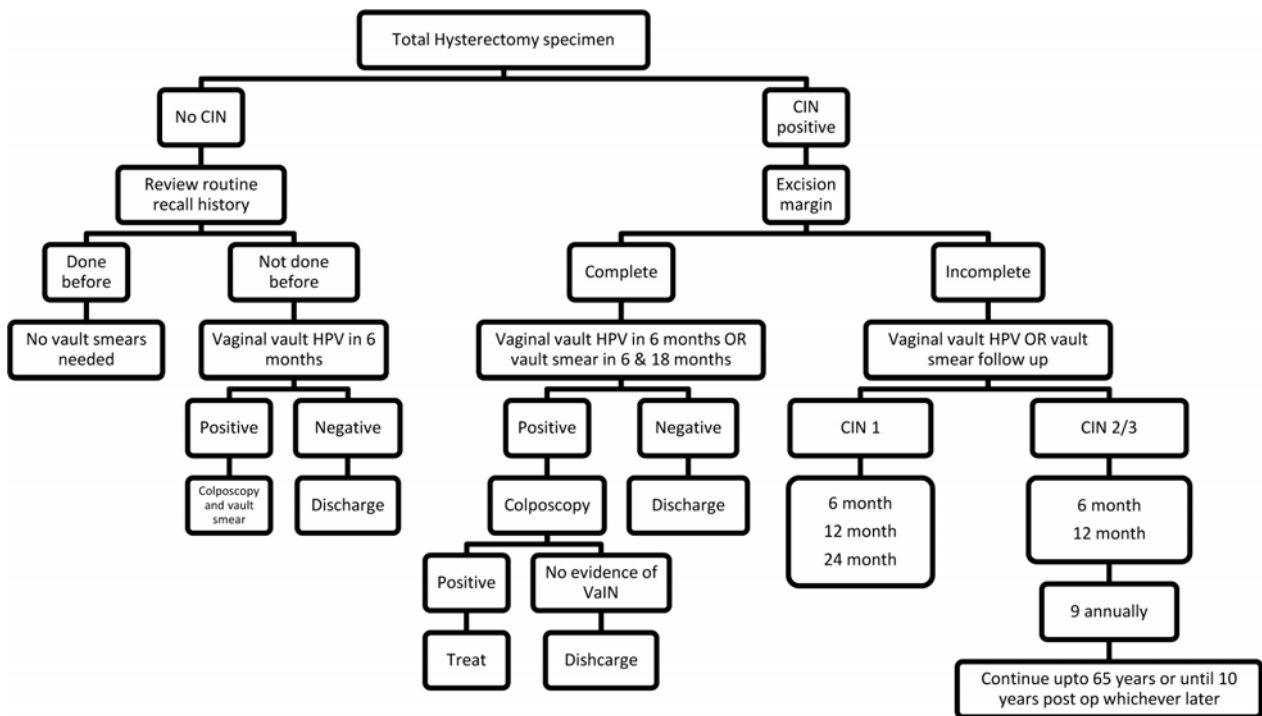 Total Hysterectomy specimen
No CIN
CIN
positive
Review routine
recall history
Excision
margin
Done
before
Not done
before
Complete
Incomplete
No vault smears
needed
Vaginal vault HPV in 6
months
Vaginal vault HPV in 6 months OR
vault smear in 6 & 18 months
Vaginal vault HPV OR vault
smear follow up
Positive
Negative
Positive
Negative
CIN 1
CIN 2/3
Colposcopy
and vault
smear
Discharge
Colposcopy
Discharge
6 month
12 month
24 month
6 month
12 month
Positive
No evidence of
VaIN
9 annually
Treat
Dishcarge
Continue upto 65 years or until 10
years post op whichever later